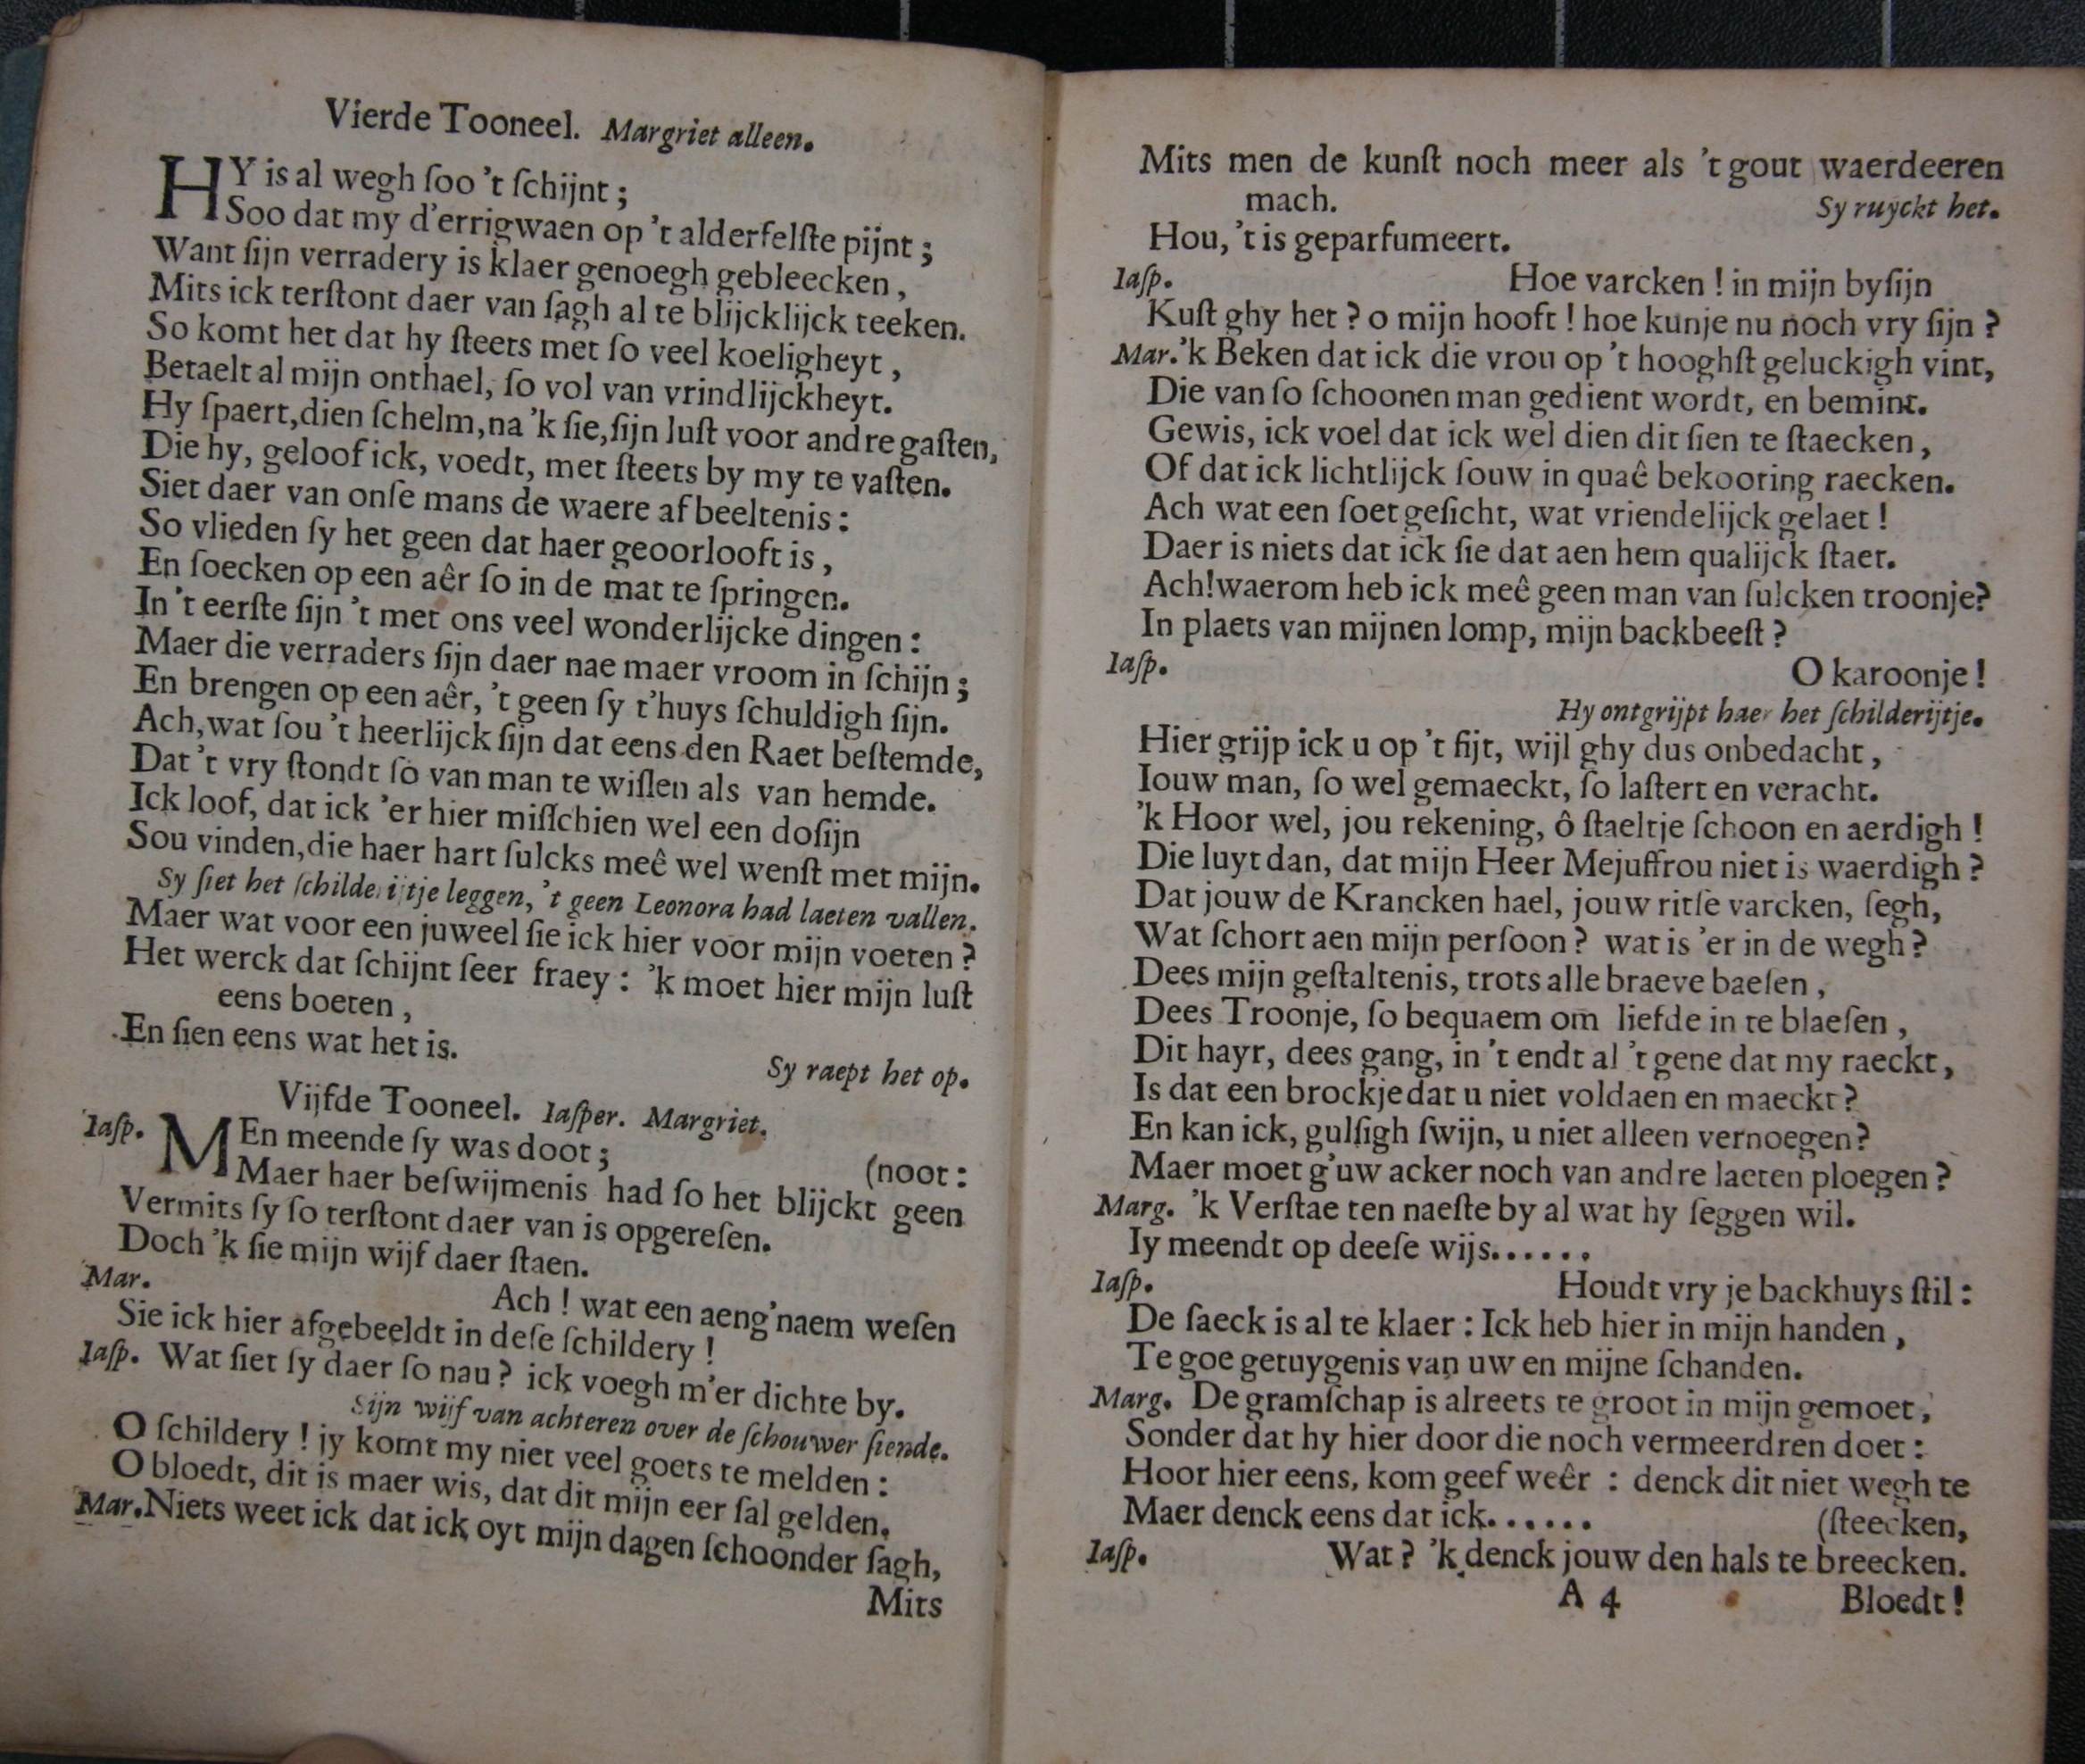 Vierde Tooneel. Margriet alleen.
HY is al wegh ſoo 't ſchijnt ;
Soo dat my d'errigwaen op 't alderfelſte pijnt ;
Want ſijn verradery is klaer genoegh gebleecken ,
Mits ick terſtont daer van ſagh al te blijcklijck teeken.
So komt het dat hy ſteets met ſo veel koeligheyt ,
Betaelt al mijn onthael, ſo vol van vrindlijckheyt.
Hy ſpaert, dien ſchelm, na 'k ſie, ſijn luſt voor andre gaſten,
Die hy, geloof ick, voedt, met ſteets by my te vaſten.
Siet daer van onſe mans de waere afbeeltenis :
So vlieden ſy het geen dat haer geoorlooft is ,
En ſoecken op een aêr ſo in de mat te ſpringen.
In 't eerſte ſijn 't met ons veel wonderlijcke dingen :
Maer die verraders ſijn daer nae maer vroom in ſchijn ;
En brengen op een aêr, 't geen ſy t'huys ſchuldigh ſijn.
Ach, wat ſou 't heerlijck ſijn dat eens den Raet beſtemde,
Dat 't vry ſtondt ſo van man te wiſlen als van hemde.
Ick loof, dat ick 'er hier miſſchien wel een doſijn
Sou vinden, die haer hart ſulcks meê wel wenſt met mijn.
Sy ſiet het ſchilderijtje leggen, 't geen Leonora had laeten vallen.
Maer wat voor een juweel ſie ick hier voor mijn voeten ?
Het werck dat ſchijnt ſeer fraey : 'k moet hier mijn luſt
eens boeten ,
En ſien eens wat het is.
Sy raept het op.
Vijfde Tooneel. Iaſper. Margriet.
Iaſp. MEn meende ſy was doot ;
(noot :
Maer haer beſwijmenis had ſo het blijckt geen
Vermits ſy ſo terſtont daer van is opgereſen.
Doch 'k ſie mijn wijf daer ſtaen.
Mar. Ach ! wat een aeng'naem weſen
Sie ick hier afgebeeldt in deſe ſchildery !
Iaſp. Wat ſiet ſy daer ſo nau ? ick voegh m'er dichte by.
Sijn wijf van achteren over de ſchouwer ſiende.
O ſchildery ! jy komt my niet veel goets te melden :
O bloedt, dit is maer wis, dat dit mijn eer ſal gelden.
Mar. Niets weet ick dat ick oyt mijn dagen ſchoonder ſagh,
Mits
Mits men de kunſt noch meer als 't gout waerdeeren
mach. Sy ruyckt het.
Hou, 't is geparfumeert.
Iaſp. Hoe varcken ! in mijn byſijn
Kuſt ghy het ? o mijn hooft ! hoe kunje nu noch vry ſijn ?
Mar. 'k Beken dat ick die vrou op 't hooghſt geluckigh vint,
Die van ſo ſchoonen man gedient wordt, en bemint.
Gewis, ick voel dat ick wel dien dit ſien te ſtaecken ,
Of dat ick lichtlijck ſouw in quaê bekooring raecken.
Ach wat een ſoet geſicht, wat vriendelijck gelaet !
Daer is niets dat ick ſie dat aen hem qualijck ſtaet.
Ach! waerom heb ick meê geen man van ſulcken troonje?
In plaets van mijnen lomp, mijn backbeeſt ?
Iaſp. O karoonje !
Hy ontgrijpt haer het ſchilderijtje.
Hier grijp ick u op 't fijt, wijl ghy dus onbedacht ,
Iouw man, ſo wel gemaeckt, ſo laſtert en veracht.
'k Hoor wel, jou rekening, ô ſtaeltje ſchoon en aerdigh !
Die luyt dan, dat mijn Heer Mejuffrou niet is waerdigh ?
Dat jouw de Krancken hael, jouw ritſe varcken, ſegh,
Wat ſchort aen mijn perſoon ? wat is 'er in de wegh ?
Dees mijn geſtaltenis, trots alle braeve baeſen ,
Dees Troonje, ſo bequaem om liefde in te blaeſen ,
Dit hayr, dees gang, in 't endt al 't gene dat my raeckt ,
Is dat een brockje dat u niet voldaen en maeckt ?
En kan ick, gulſigh ſwijn, u niet alleen vernoegen ?
Maer moet g'uw acker noch van andre laeten ploegen ?
Marg. 'k Verſtae ten naeſte by al wat hy ſeggen wil.
Iy meendt op deeſe wijs......
Iaſp. Houdt vry je backhuys ſtil :
De ſaeck is al te klaer : Ick heb hier in mijn handen ,
Te goe getuygenis van uw en mijne ſchanden.
Marg. De gramſchap is alreets te groot in mijn gemoet ,
Sonder dat hy hier door die noch vermeerdren doet :
Hoor hier eens, kom geef weêr : denck dit niet wegh te
Maer denck eens dat ick...... (ſteecken,
Iaſp. Wat ? 'k denck jouw den hals te breecken.
A 4 Bloedt !